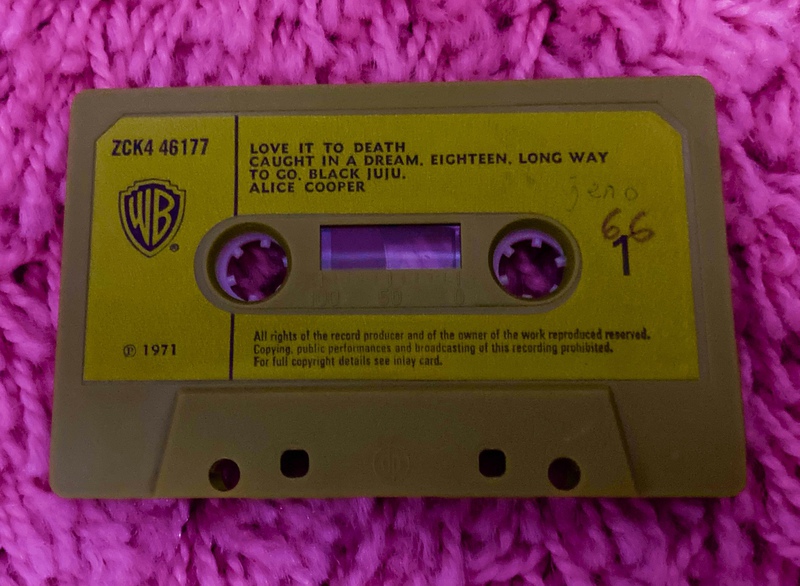 ZCK4 46177
LOVE IT TO DEATH
CAUGHT IN A DREAM. EIGHTEEN. LONG WAY
TO GO. BLACK JUJU.
ALICE COOPER
WB
®
66
1
℗ 1971
All rights of the record producer and of the owner of the work reproduced reserved.
Copying, public performances and broadcasting of this recording prohibited.
For full copyright details see inlay card.